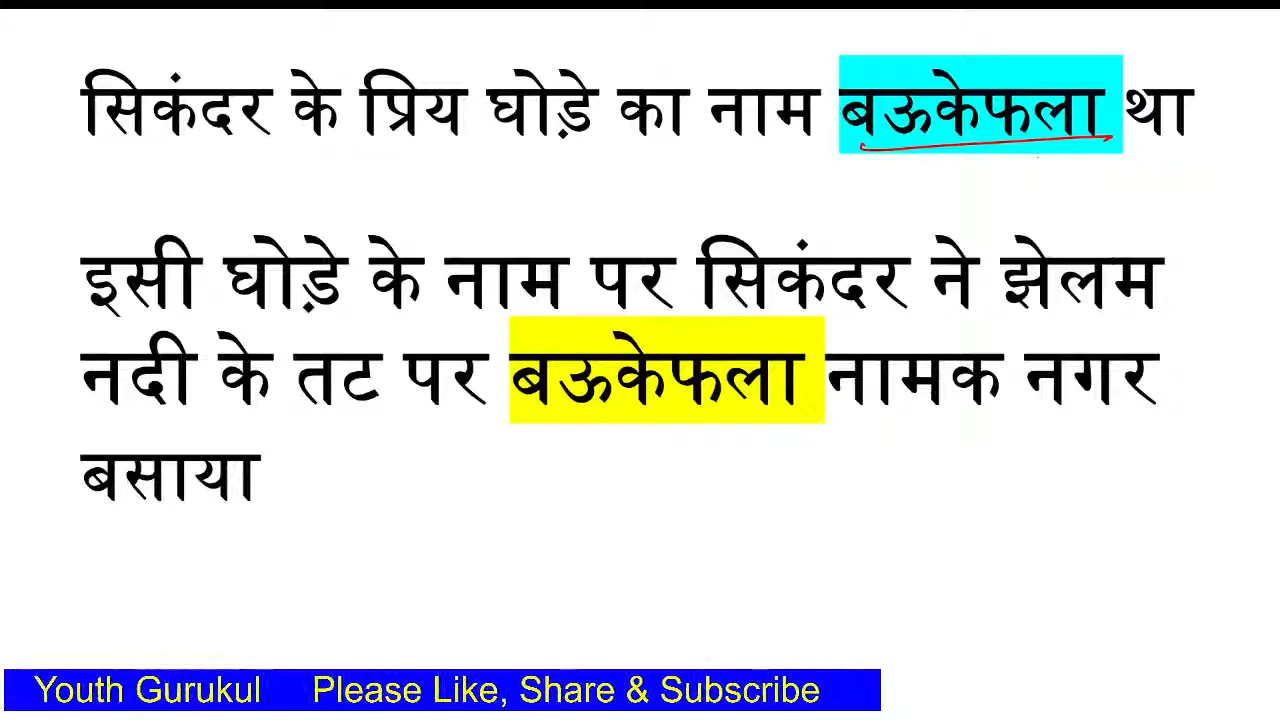 सिकंदर के प्रिय घोड़े का नाम बऊकेफला था
इसी घोड़े के नाम पर सिकंदर ने झेलम
नदी के तट पर बऊकेफला नामक नगर
बसाया
Youth Gurukul Please Like, Share & Subscribe